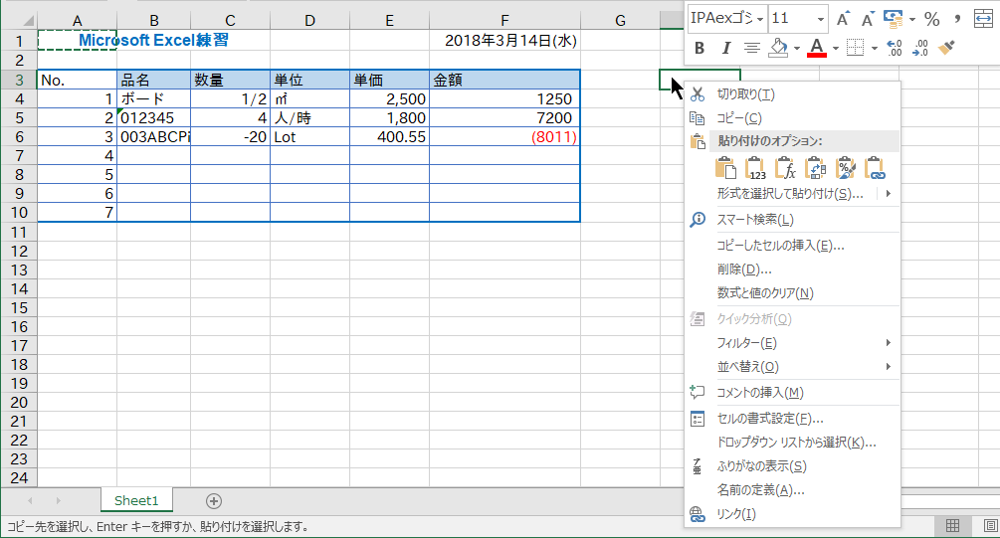 IPAexゴシ 11 A A % ,
B I A ←.0 .00 .00 →.0
A B C D E F G
1 Microsoft Excel練習 2018年3月14日(水)
2
3 No. 品名 数量 単位 単価 金額
4 1 ボード 1/2 ㎡ 2,500 1250
5 2 012345 4 人/時 1,800 7200
6 3 003ABCPi -20 Lot 400.55 (8011)
7 4
8 5
9 6
10 7
11
12
13
14
15
16
17
18
19
20
21
22
23
24
切り取り(T)
コピー(C)
貼り付けのオプション:
123 fx %
形式を選択して貼り付け(S)...
スマート検索(L)
コピーしたセルの挿入(E)...
削除(D)...
数式と値のクリア(N)
クイック分析(Q)
フィルター(E)
並べ替え(O)
コメントの挿入(M)
セルの書式設定(F)...
ドロップダウン リストから選択(K)...
ふりがなの表示(S)
名前の定義(A)...
リンク(I)
Sheet1
コピー先を選択し、Enter キーを押すか、貼り付けを選択します。